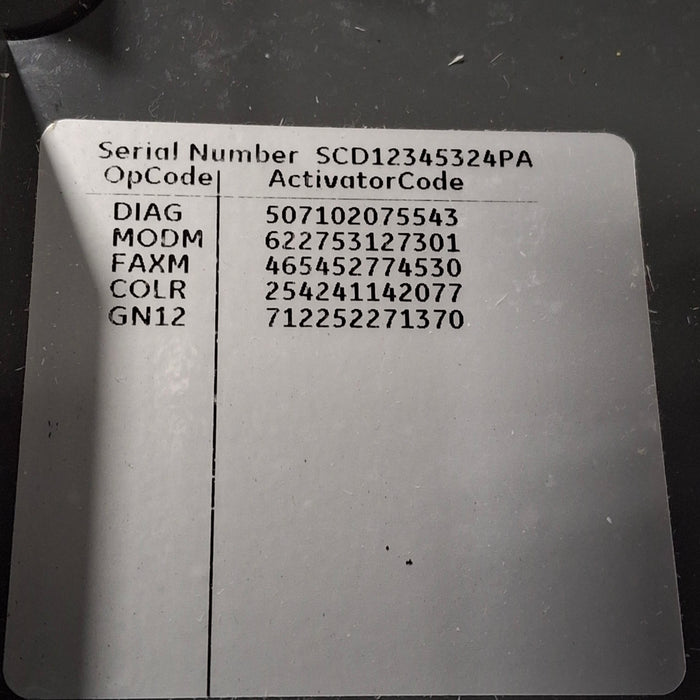 Serial Number SCD12345324PA
OpCode| ActivatorCode
DIAG 507102075543
MODM 622753127301
FAXM 465452774530
COLR 254241142077
GN12 712252271370